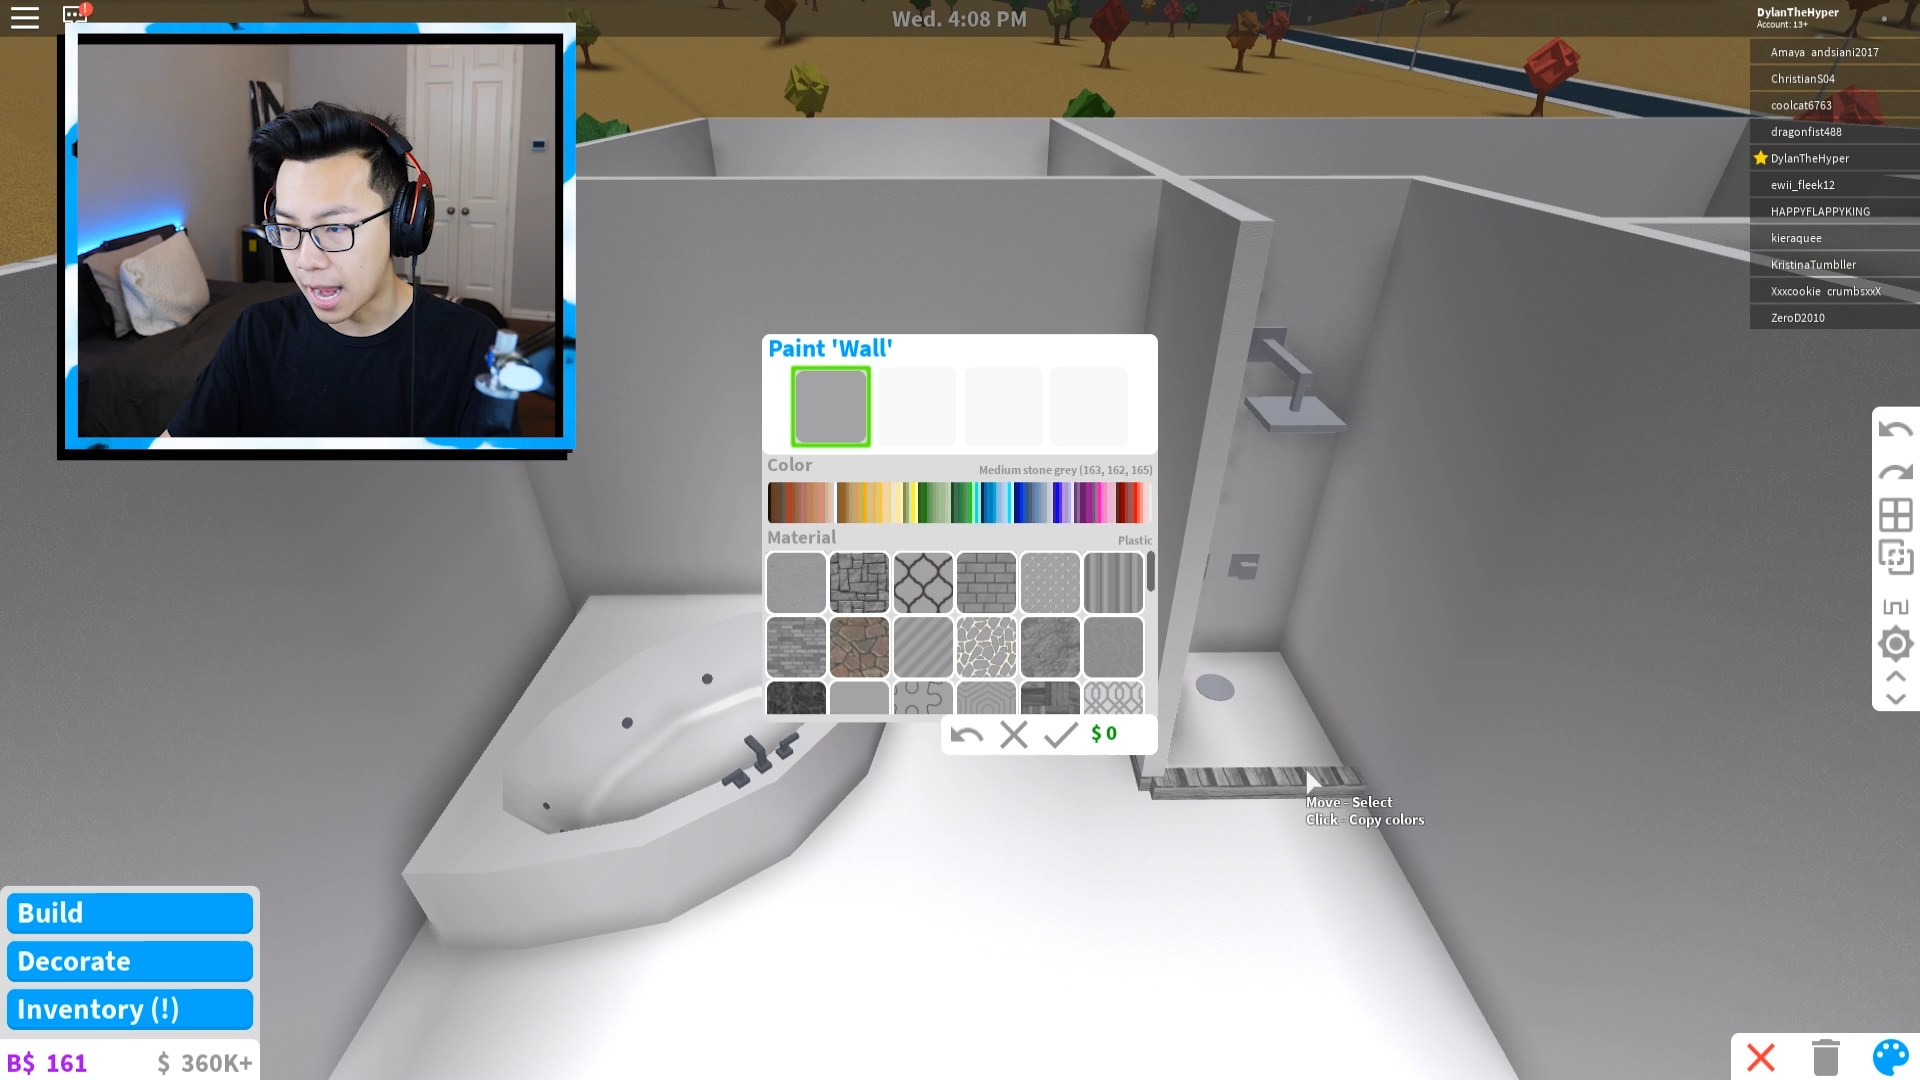 Wed. 4:08 PM
DylanTheHyper
Account: 13+
Amaya_andsiani2017
ChristianS04
coolcat6763
dragonfist488
DylanTheHyper
ewii_fleek12
HAPPYFLAPPYKING
kieraquee
KristinaTumbller
Xxxcookie_crumbsxxX
ZeroD2010
Paint 'Wall'
Color
Medium stone grey (163, 162, 165)
Material
Plastic
$ 0
Move - Select
Click - Copy colors
Build
Decorate
Inventory (!)
B$ 161
$ 360K+